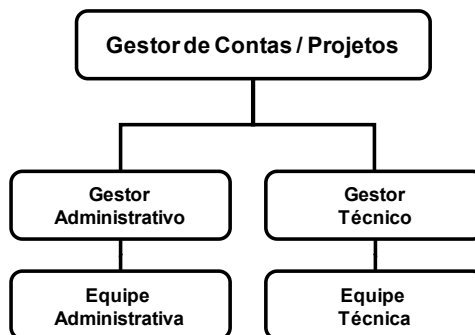 Gestor de Contas / Projetos
Gestor
Administrativo
Gestor
Técnico
Equipe
Administrativa
Equipe
Técnica